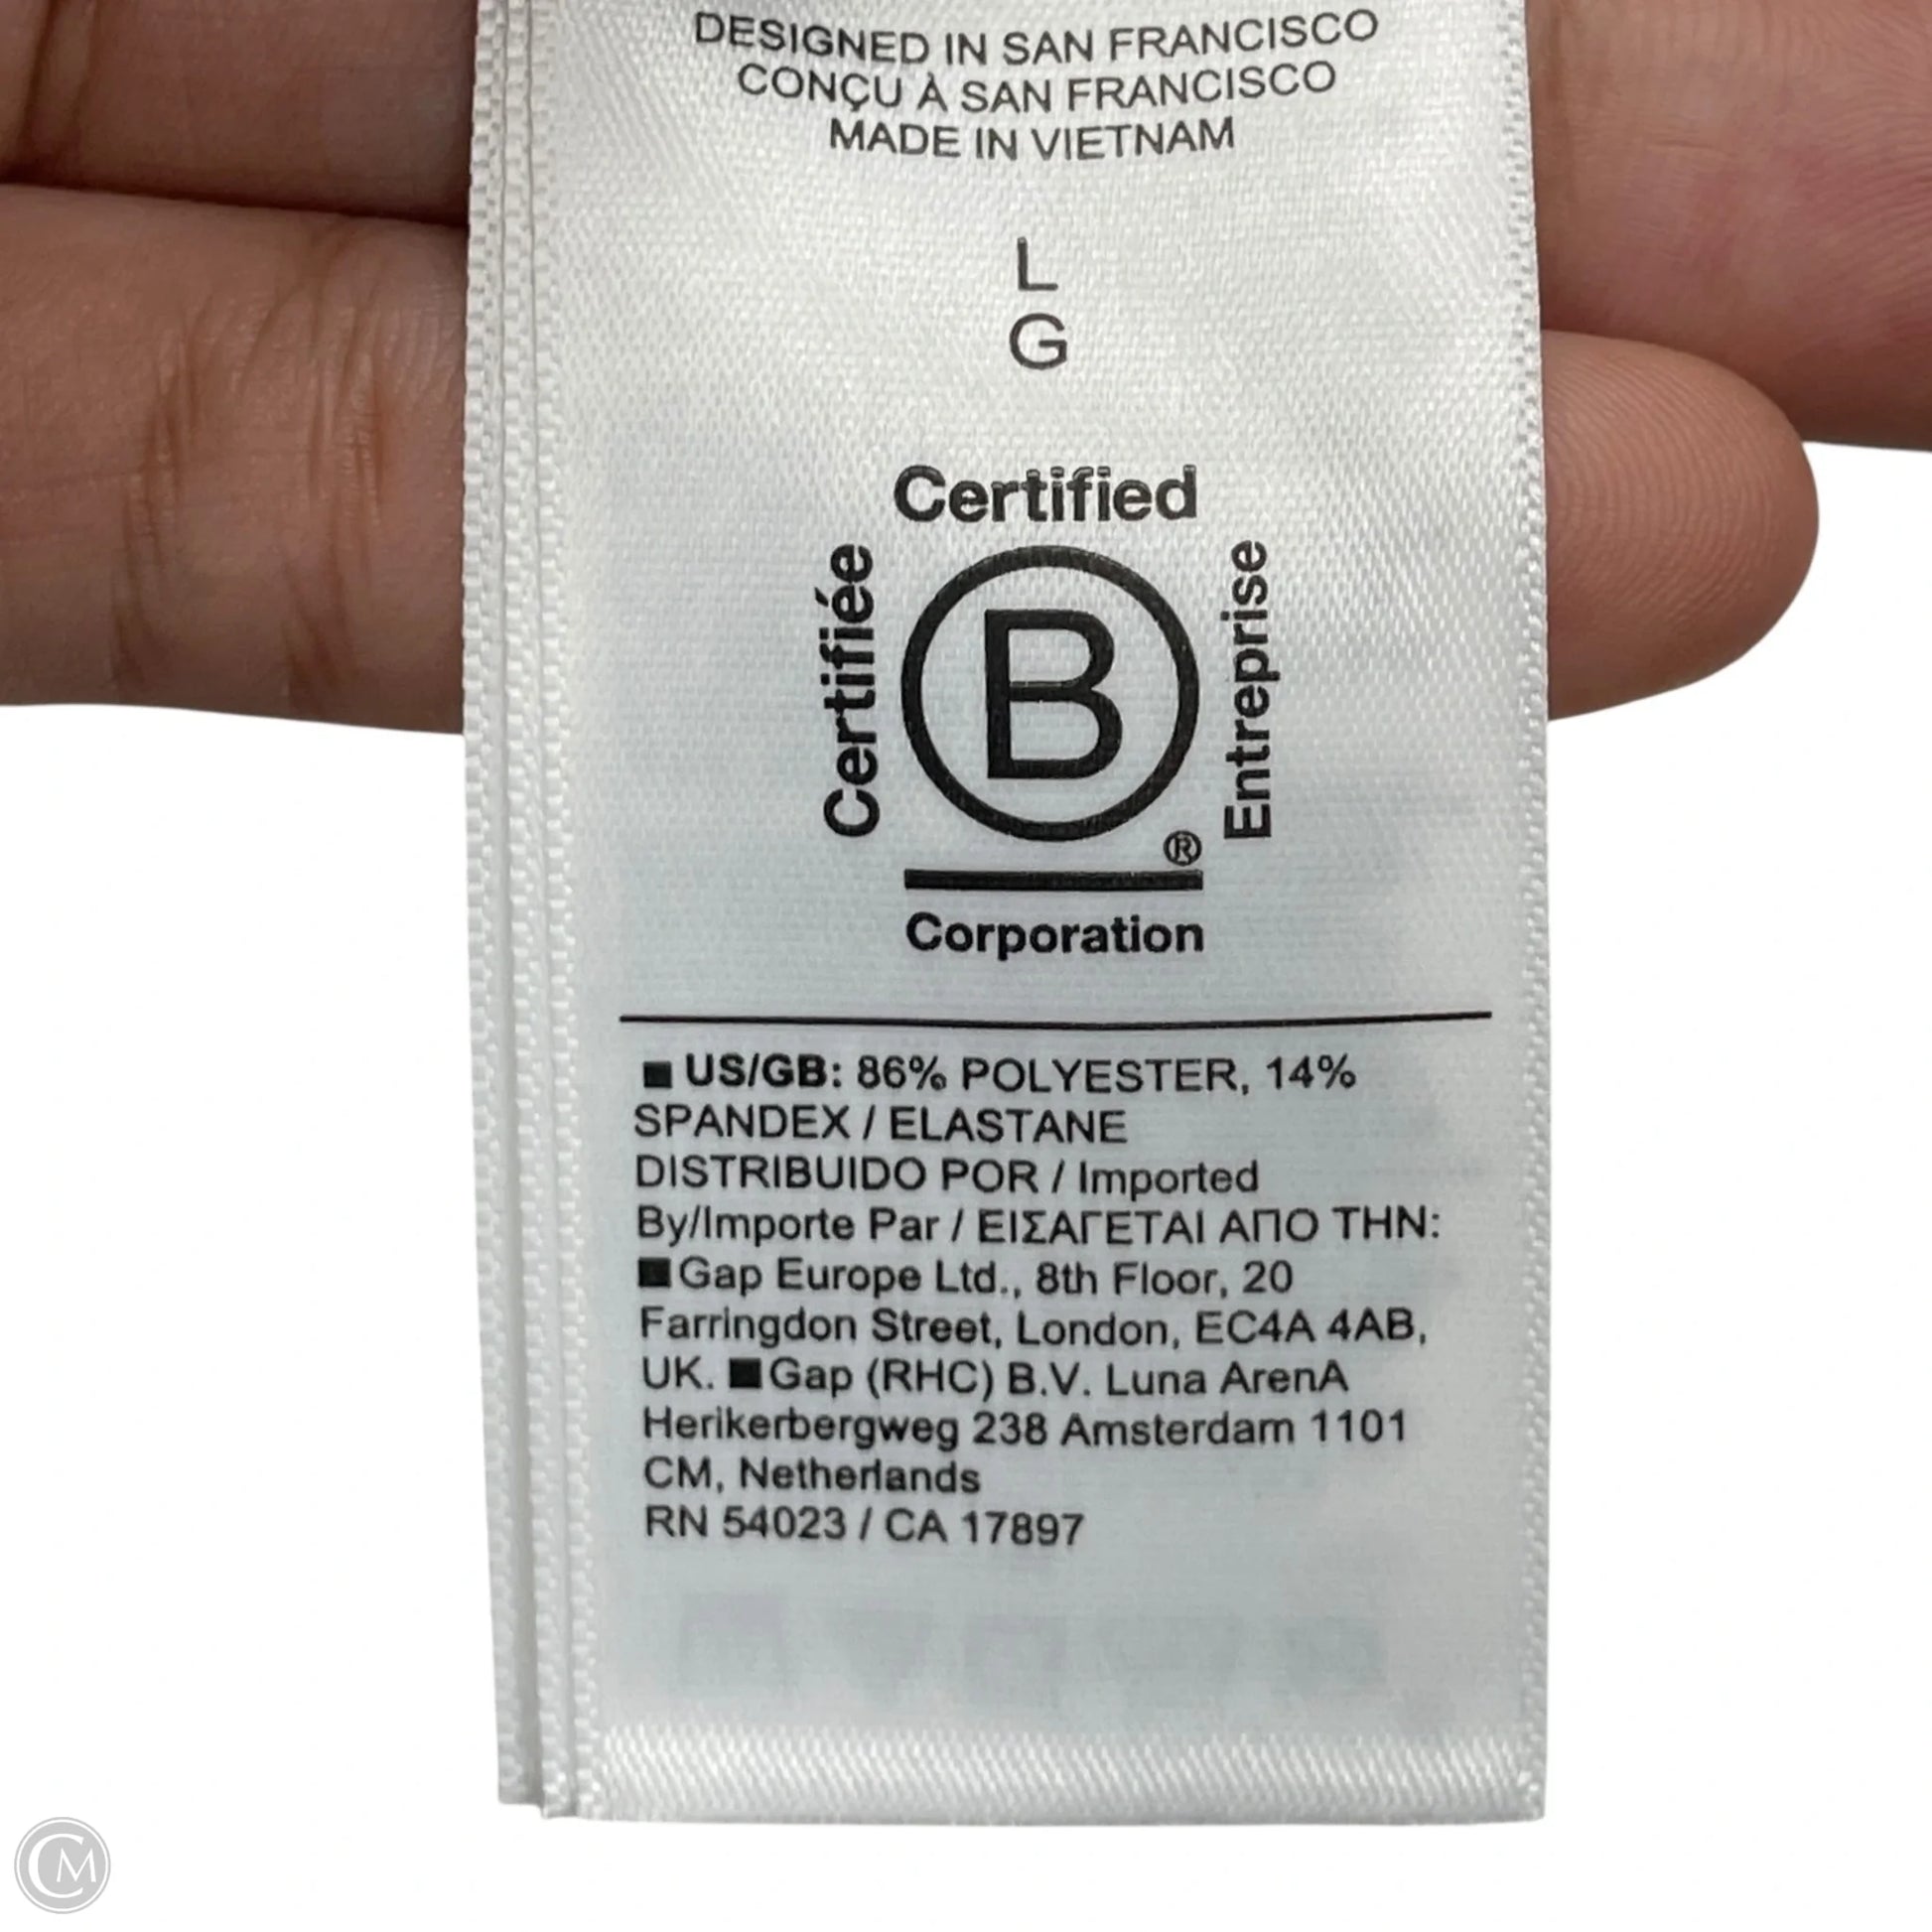 DESIGNED IN SAN FRANCISCO
CONÇU À SAN FRANCISCO
MADE IN VIETNAM
L
G
Certified
Certifiée
B
Entreprise
®
Corporation
■ US/GB: 86% POLYESTER, 14%
SPANDEX / ELASTANE
DISTRIBUIDO POR / Imported
By/Importe Par / ΕΙΣΑΓΕΤΑΙ ΑΠΟ ΤΗΝ:
■Gap Europe Ltd., 8th Floor, 20
Farringdon Street, London, EC4A 4AB,
UK. ■Gap (RHC) B.V. Luna ArenA
Herikerbergweg 238 Amsterdam 1101
CM, Netherlands
RN 54023 / CA 17897
CM